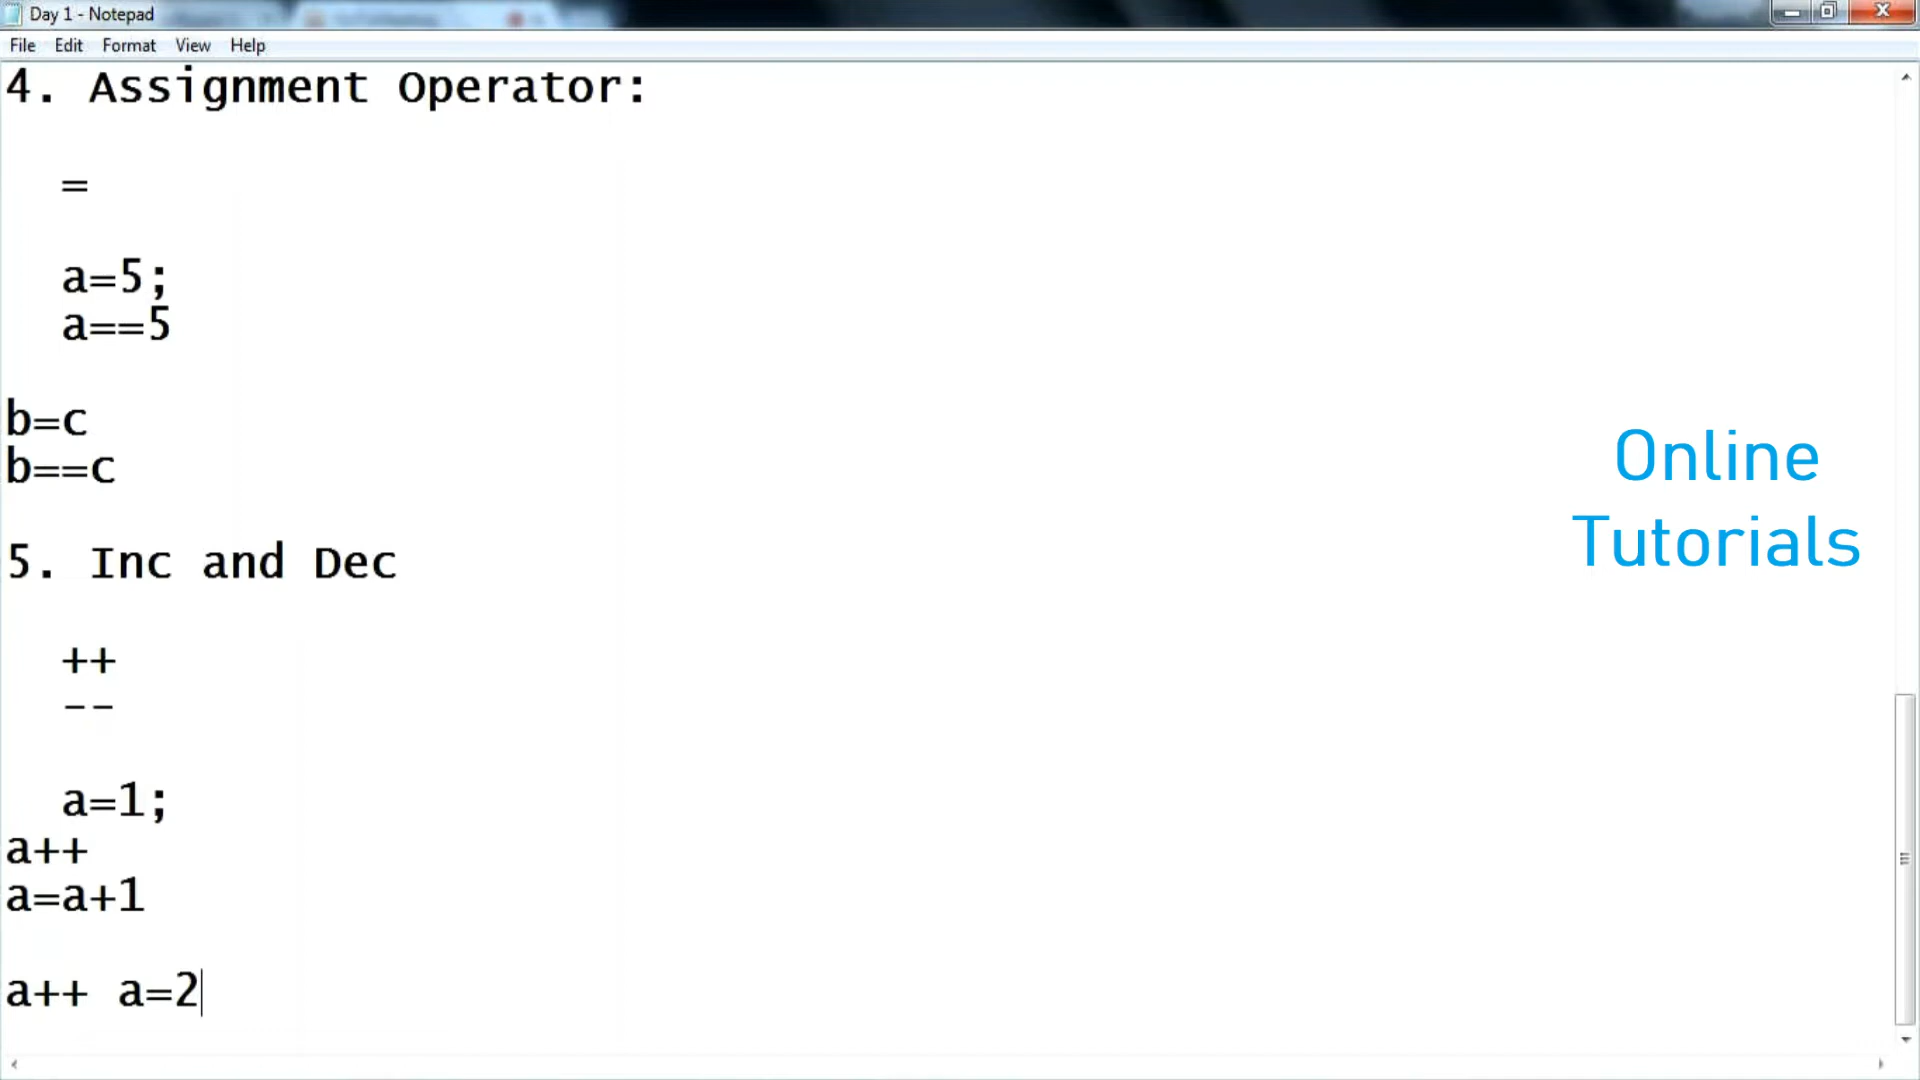 Day 1 - Notepad
File Edit Format View Help
4. Assignment Operator:
=
a=5;
a==5
b=c
b==c
5. Inc and Dec
++
--
a=1;
a++
a=a+1
a++ a=2
Online
Tutorials